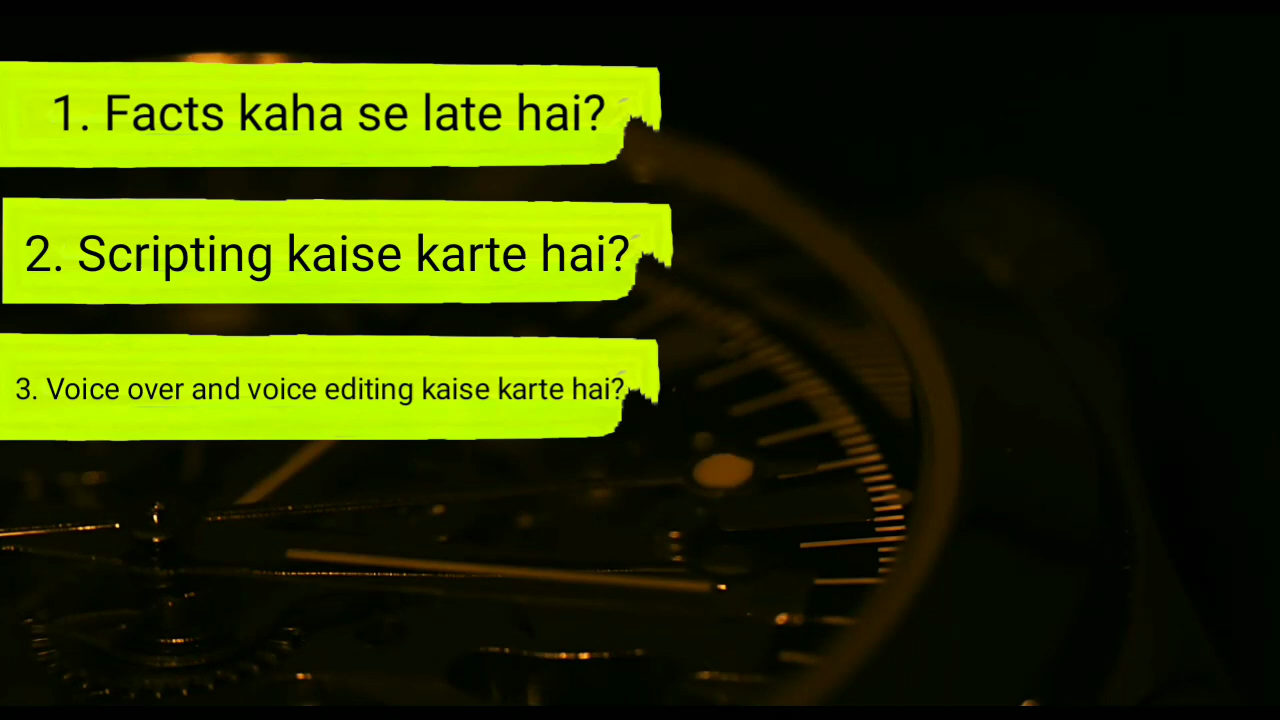 1. Facts kaha se late hai?
2. Scripting kaise karte hai?
3. Voice over and voice editing kaise karte hai?